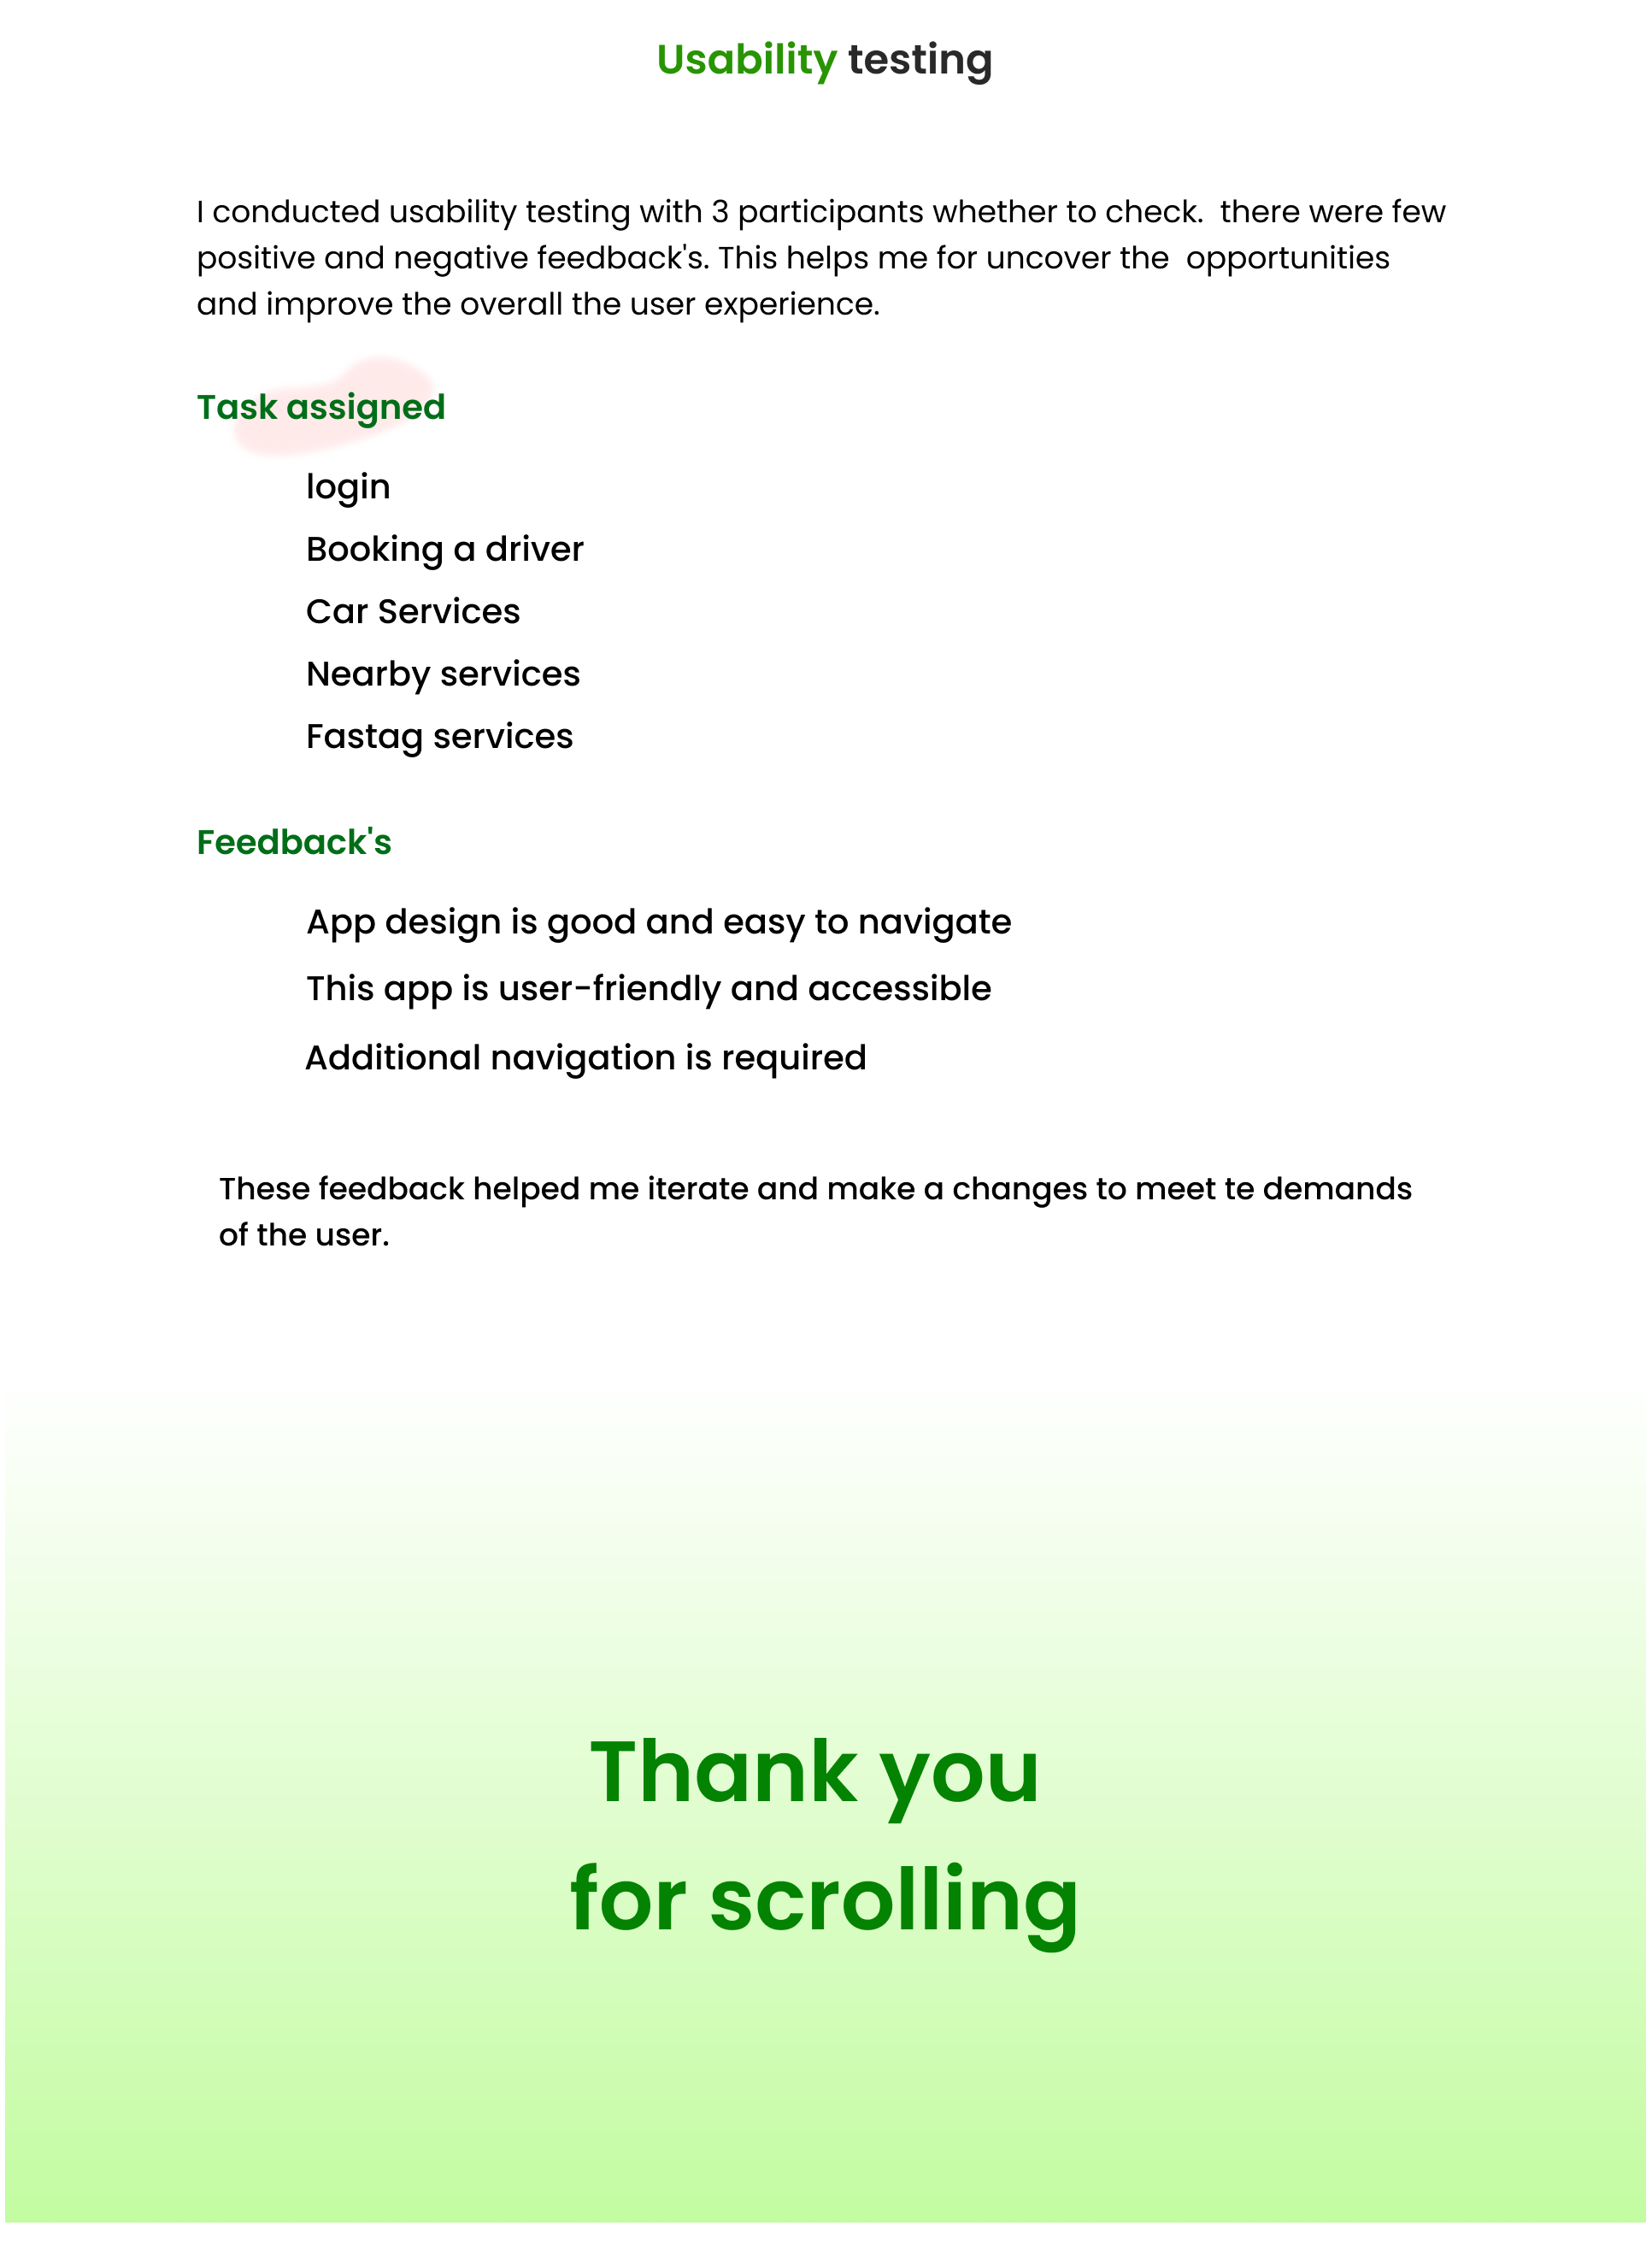 Usability testing
I conducted usability testing with 3 participants whether to check.  there were few
positive and negative feedback's. This helps me for uncover the  opportunities
and improve the overall the user experience.
Task assigned
login
Booking a driver
Car Services
Nearby services
Fastag services
Feedback's
App design is good and easy to navigate
This app is user-friendly and accessible
Additional navigation is required
These feedback helped me iterate and make a changes to meet te demands
of the user.
Thank you
for scrolling